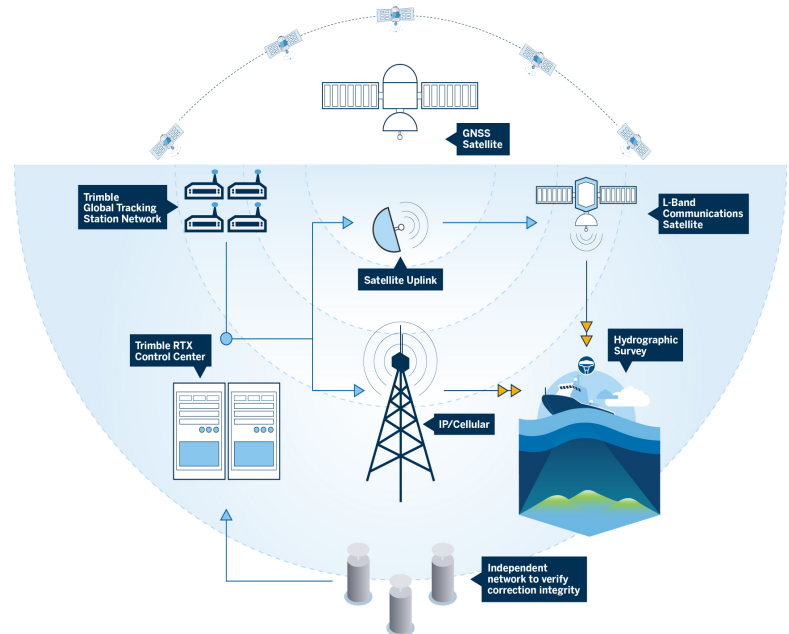 GNSS
Satellite
Trimble
Global Tracking
Station Network
L-Band
Communications
Satellite
Satellite Uplink
Trimble RTX
Control Center
Hydrographic
Survey
IP/Cellular
Independent
network to verify
correction integrity